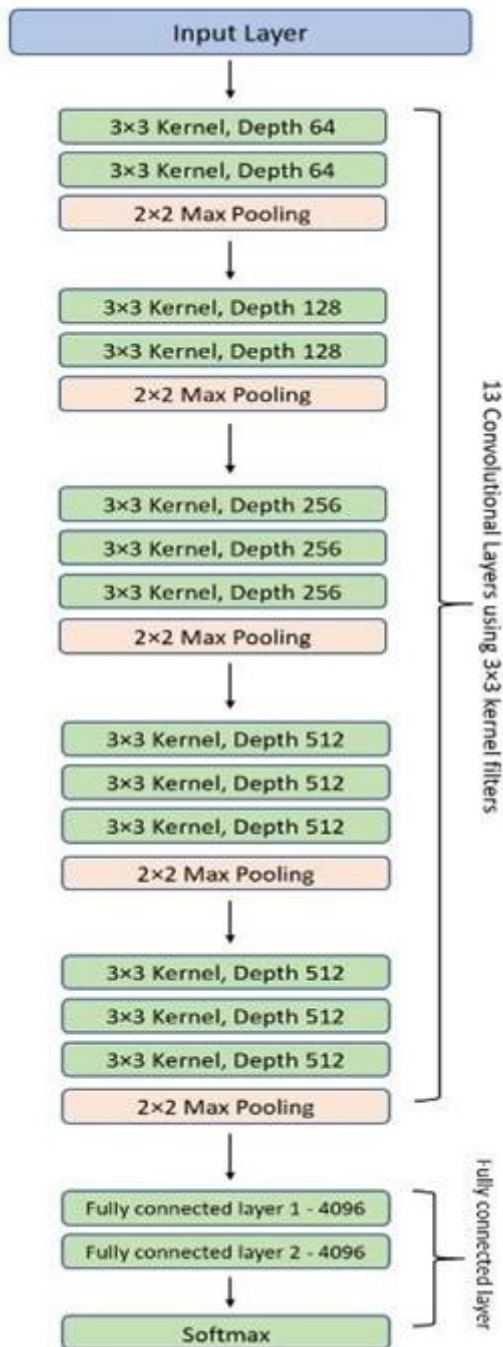 Input Layer
3×3 Kernel, Depth 64
3×3 Kernel, Depth 64
2×2 Max Pooling
3×3 Kernel, Depth 128
3×3 Kernel, Depth 128
2×2 Max Pooling
3×3 Kernel, Depth 256
3×3 Kernel, Depth 256
3×3 Kernel, Depth 256
2×2 Max Pooling
3×3 Kernel, Depth 512
3×3 Kernel, Depth 512
3×3 Kernel, Depth 512
2×2 Max Pooling
3×3 Kernel, Depth 512
3×3 Kernel, Depth 512
3×3 Kernel, Depth 512
2×2 Max Pooling
13 Convolutional Layers using 3×3 kernel filters
Fully connected layer 1 - 4096
Fully connected layer 2 - 4096
Softmax
Fully connected layer